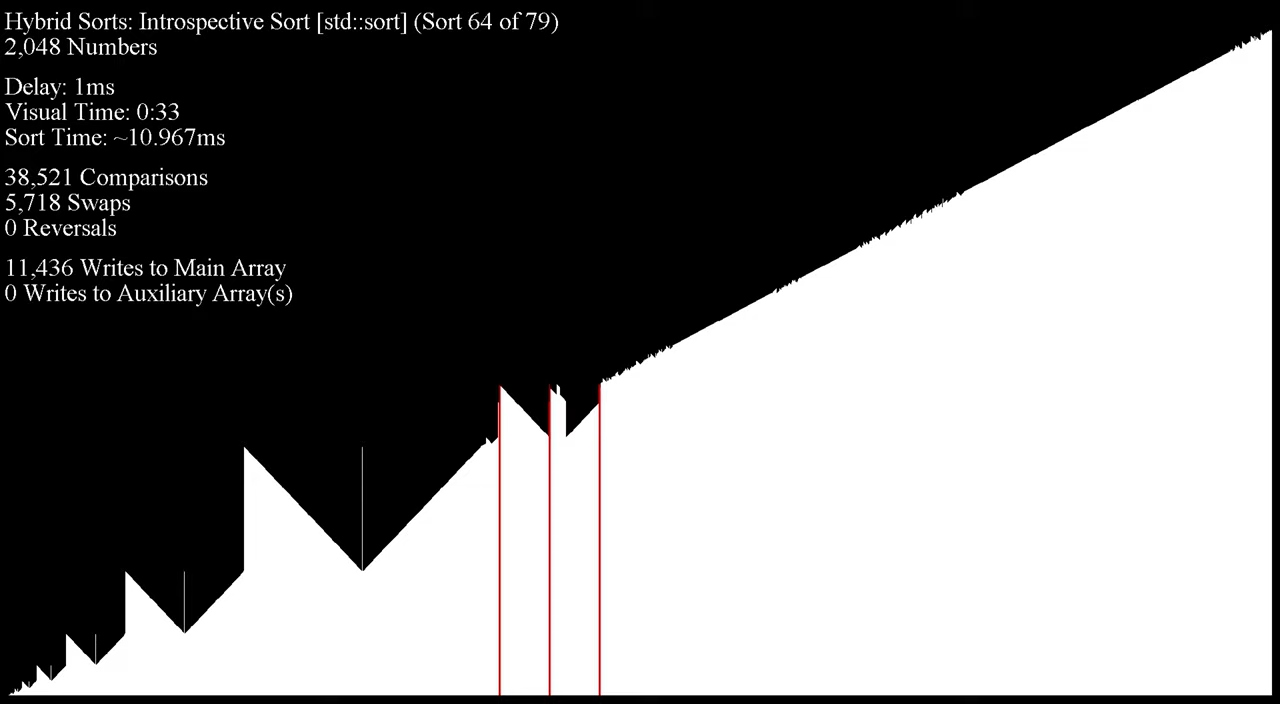 Hybrid Sorts: Introspective Sort [std::sort] (Sort 64 of 79)
2,048 Numbers
Delay: 1ms
Visual Time: 0:33
Sort Time: ~10.967ms
38,521 Comparisons
5,718 Swaps
0 Reversals
11,436 Writes to Main Array
0 Writes to Auxiliary Array(s)